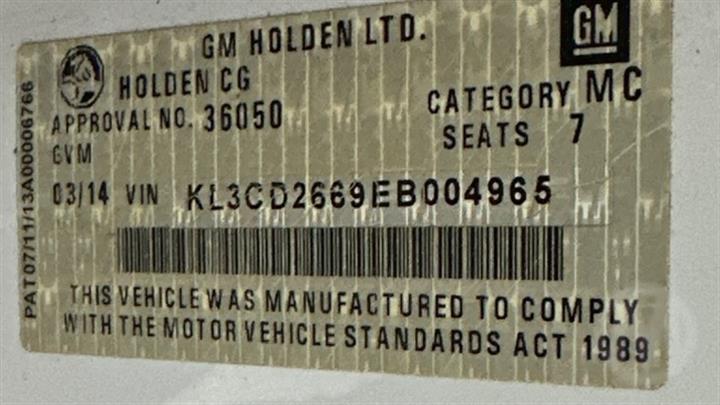 GM HOLDEN LTD.
GM
HOLDEN CG
APPROVAL NO. 36050
CATEGORY MC
GVM
SEATS 7
03/14 VIN KL3CD2669EB004965
THIS VEHICLE WAS MANUFACTURED TO COMPLY
WITH THE MOTOR VEHICLE STANDARDS ACT 1989
PAT07/11/13A00006766